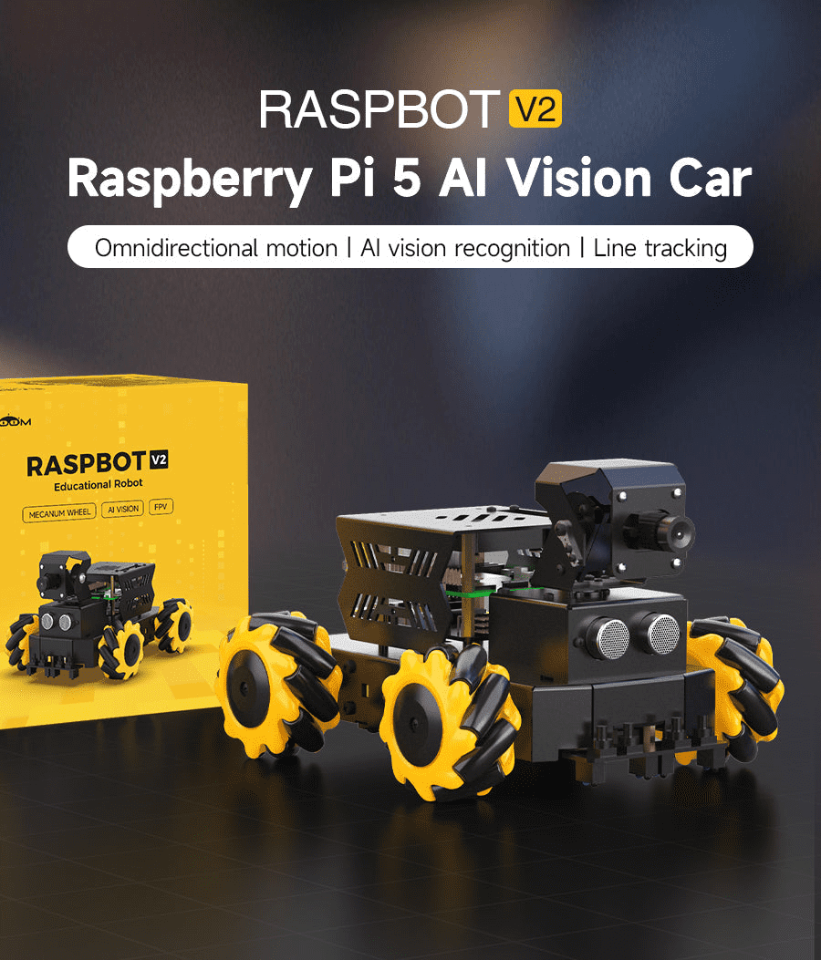 RASPBOT V2
Raspberry Pi 5 AI Vision Car
Omnidirectional motion | AI vision recognition | Line tracking
RASPBOT V2
Educational Robot
MECANUM WHEEL AI VISION FPV